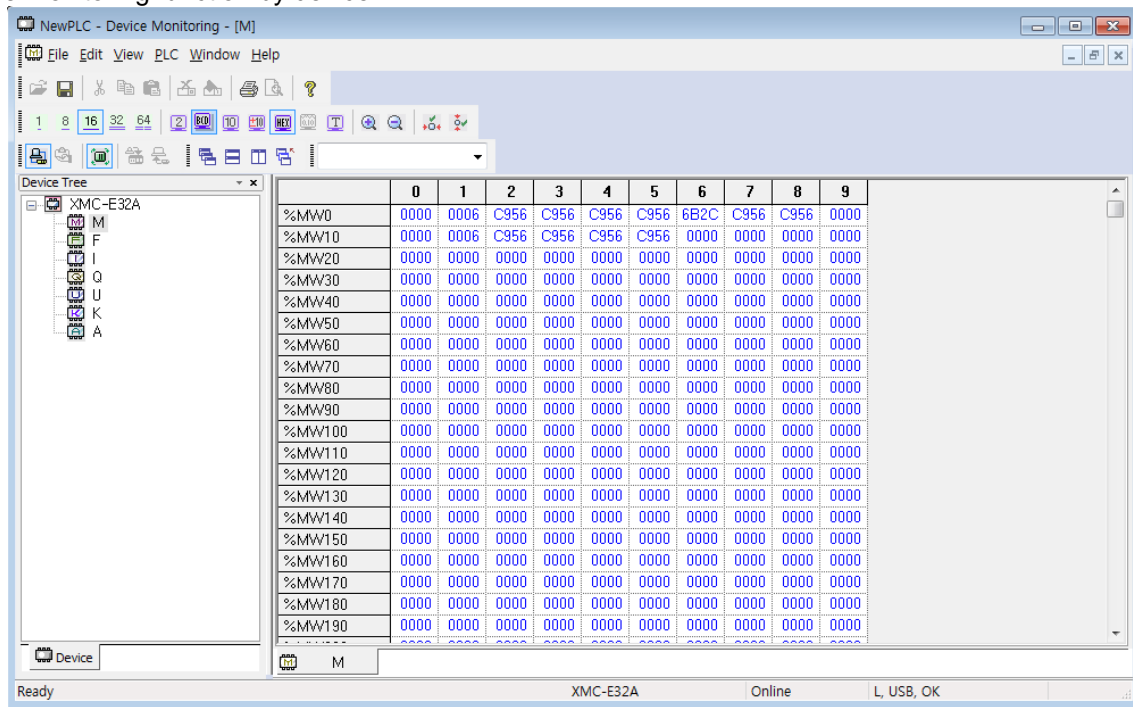 NewPLC - Device Monitoring - [M]
File Edit View PLC Window Help
1 8 16 32 64 2 BCD 10 ±10 HEX T
Device Tree
XMC-E32A
M
F
I
Q
U
K
A
0 1 2 3 4 5 6 7 8 9
%MW0 0000 0006 C956 C956 C956 C956 6B2C C956 C956 0000
%MW10 0000 0006 C956 C956 C956 C956 0000 0000 0000 0000
%MW20 0000 0000 0000 0000 0000 0000 0000 0000 0000 0000
%MW30 0000 0000 0000 0000 0000 0000 0000 0000 0000 0000
%MW40 0000 0000 0000 0000 0000 0000 0000 0000 0000 0000
%MW50 0000 0000 0000 0000 0000 0000 0000 0000 0000 0000
%MW60 0000 0000 0000 0000 0000 0000 0000 0000 0000 0000
%MW70 0000 0000 0000 0000 0000 0000 0000 0000 0000 0000
%MW80 0000 0000 0000 0000 0000 0000 0000 0000 0000 0000
%MW90 0000 0000 0000 0000 0000 0000 0000 0000 0000 0000
%MW100 0000 0000 0000 0000 0000 0000 0000 0000 0000 0000
%MW110 0000 0000 0000 0000 0000 0000 0000 0000 0000 0000
%MW120 0000 0000 0000 0000 0000 0000 0000 0000 0000 0000
%MW130 0000 0000 0000 0000 0000 0000 0000 0000 0000 0000
%MW140 0000 0000 0000 0000 0000 0000 0000 0000 0000 0000
%MW150 0000 0000 0000 0000 0000 0000 0000 0000 0000 0000
%MW160 0000 0000 0000 0000 0000 0000 0000 0000 0000 0000
%MW170 0000 0000 0000 0000 0000 0000 0000 0000 0000 0000
%MW180 0000 0000 0000 0000 0000 0000 0000 0000 0000 0000
%MW190 0000 0000 0000 0000 0000 0000 0000 0000 0000 0000
Device
M
Ready XMC-E32A Online L, USB, OK